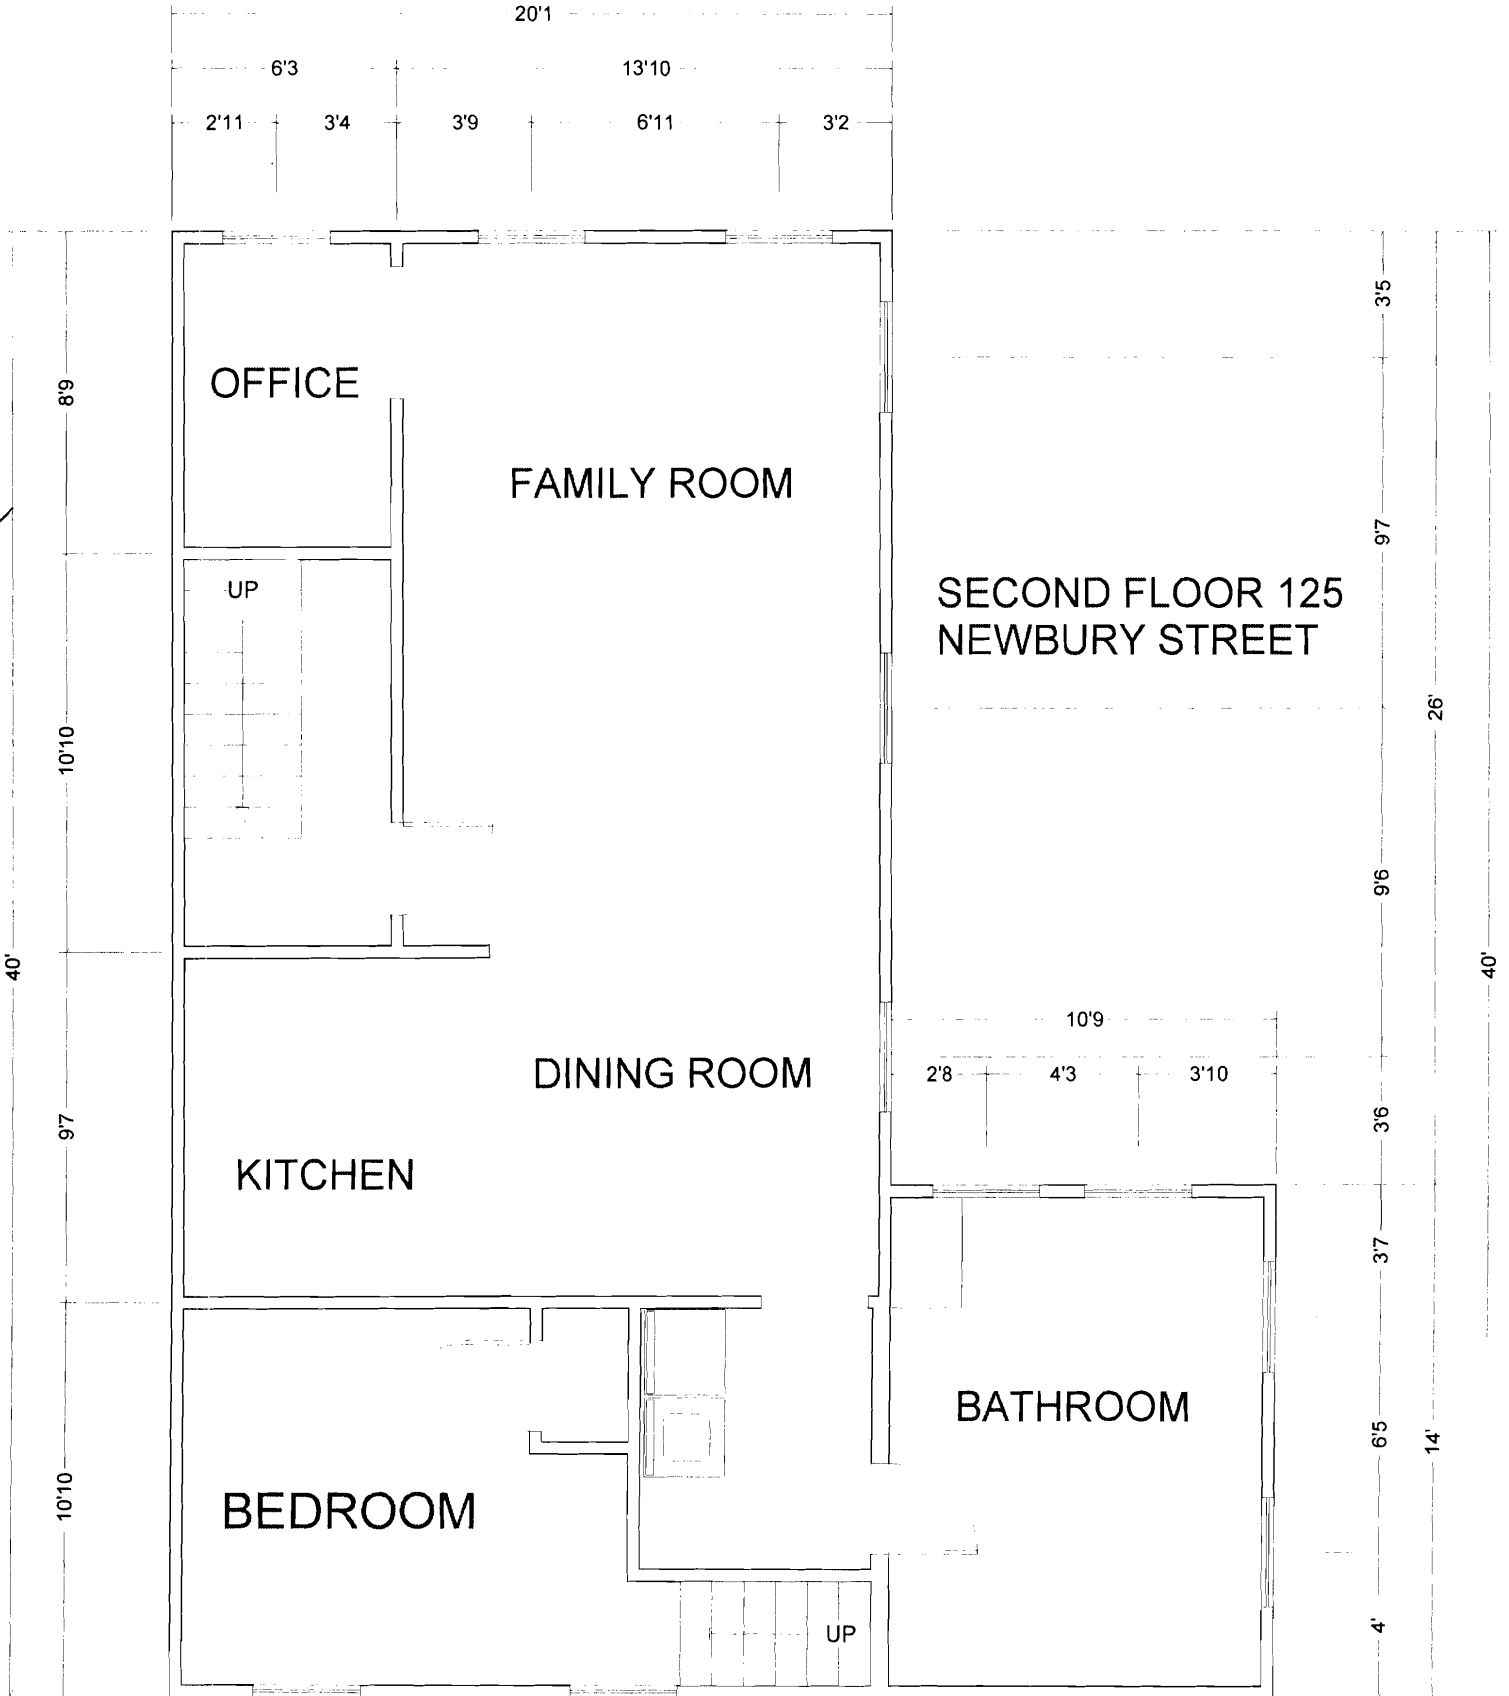 20'1
6'3
13'10
2'11
3'4
3'9
6'11
3'2
3'5
8'9
OFFICE
FAMILY ROOM
9'7
UP
SECOND FLOOR 125
NEWBURY STREET
26'
10'10
9'6
40'
40'
10'9
DINING ROOM
2'8
4'3
3'10
3'6
9'7
KITCHEN
3'7
BATHROOM
6'5
14'
10'10
BEDROOM
UP
4'